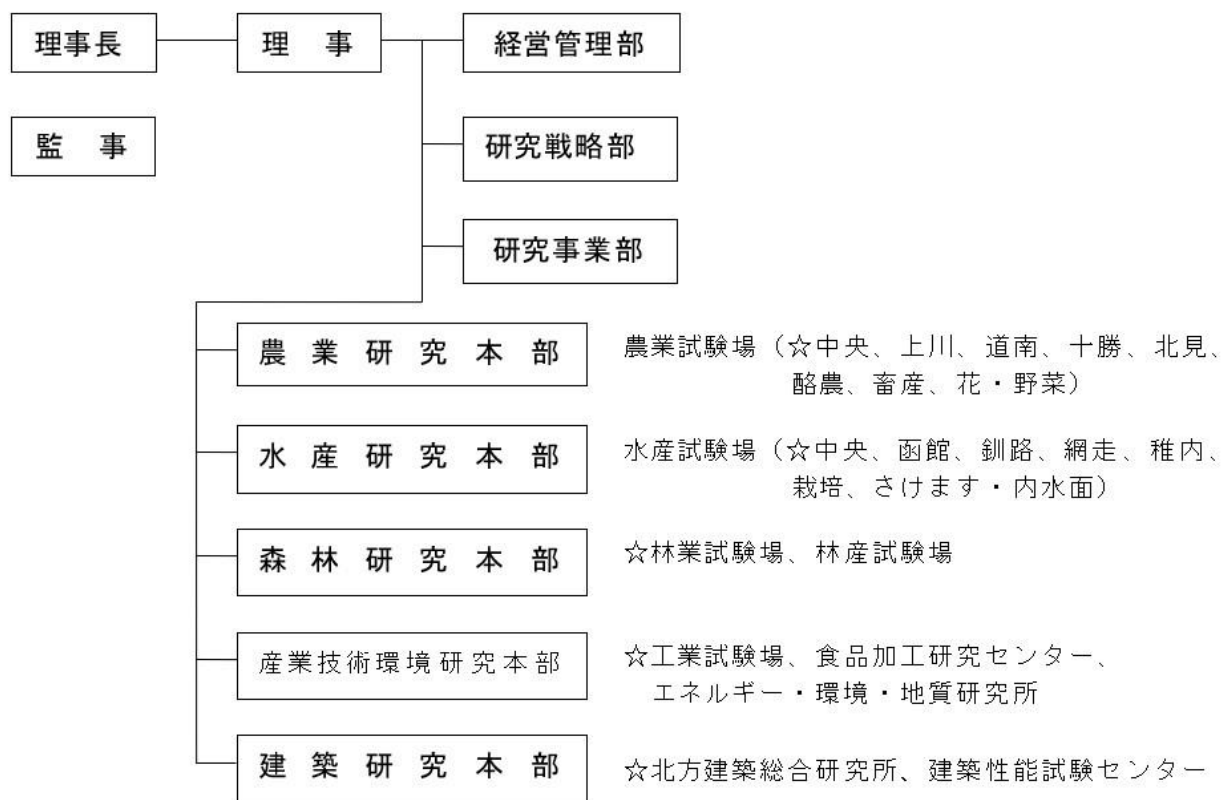 理事長
理　事
経営管理部
監　事
研究戦略部
研究事業部
農業研究本部
農業試験場（☆中央、上川、道南、十勝、北見、
酪農、畜産、花・野菜）
水産研究本部
水産試験場（☆中央、函館、釧路、網走、稚内、
栽培、さけます・内水面）
森林研究本部
☆林業試験場、林産試験場
産業技術環境研究本部
☆工業試験場、食品加工研究センター、
エネルギー・環境・地質研究所
建築研究本部
☆北方建築総合研究所、建築性能試験センター